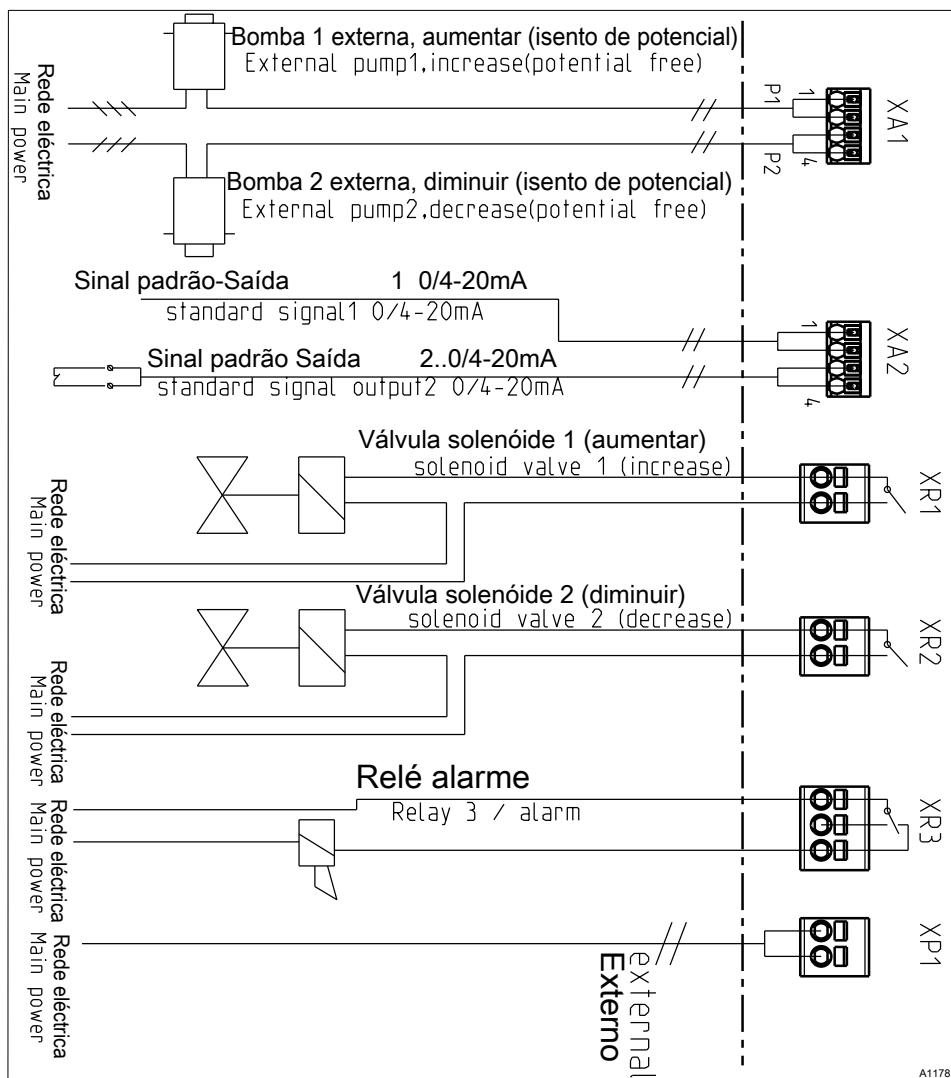 Bomba 1 externa, aumentar (isento de potencial)
External pump1,increase(potential free)
Rede eléctrica
Main power
P1
1
XA1
P2
4
Bomba 2 externa, diminuir (isento de potencial)
External pump2,decrease(potential free)
Sinal padrão-Saída 1 0/4-20mA
standard signal1 0/4-20mA
1
XA2
4
Sinal padrão Saída 2..0/4-20mA
standard signal output2 0/4-20mA
Válvula solenóide 1 (aumentar)
solenoid valve 1 (increase)
XR1
Rede eléctrica
Main power
Válvula solenóide 2 (diminuir)
solenoid valve 2 (decrease)
XR2
Rede eléctrica
Main power
Relé alarme
Relay 3 / alarm
XR3
Rede eléctrica
Main power
XP1
Rede eléctrica
Main power
external
Externo
A1178